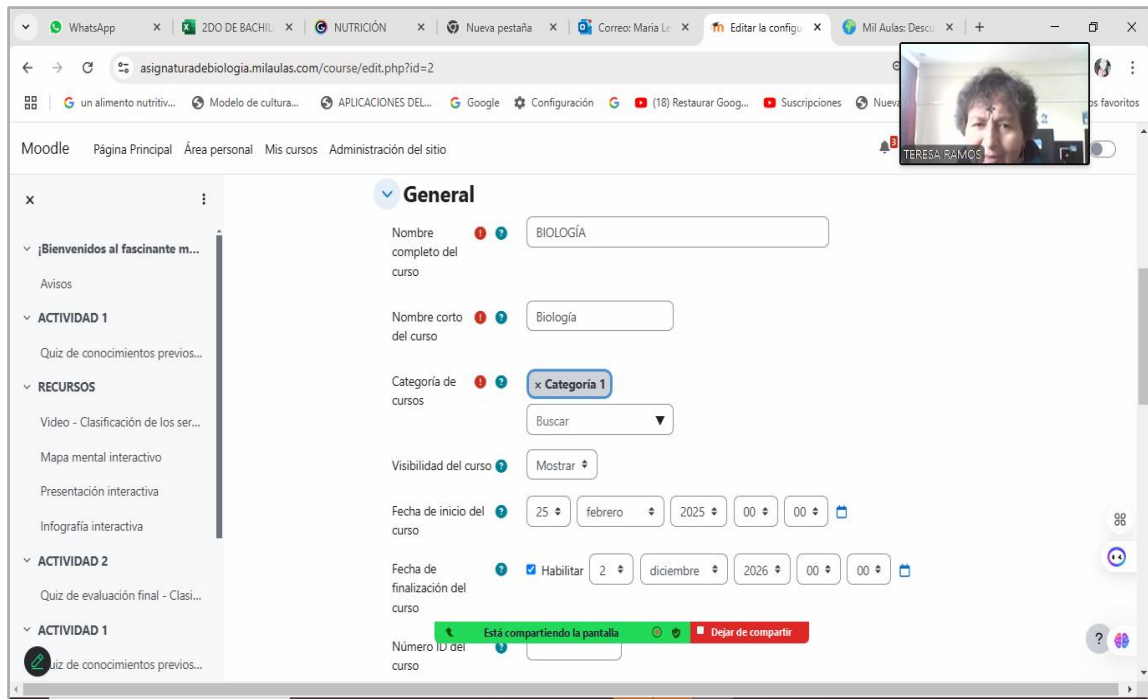 WhatsApp
2DO DE BACHIL
NUTRICIÓN
Nueva pestaña
Correo: Maria Le
Editar la configu
Mil Aulas: Descu
asignaturadebiologia.milaulas.com/course/edit.php?id=2
un alimento nutritiv...
Modelo de cultura...
APLICACIONES DEL...
Google
Configuración
(18) Restaurar Goog...
Suscripciones
Nueva
os favoritos
TERESA RAMOS
Moodle
Página Principal
Área personal
Mis cursos
Administración del sitio
3
¡Bienvenidos al fascinante m...
Avisos
ACTIVIDAD 1
Quiz de conocimientos previos...
RECURSOS
Video - Clasificación de los ser...
Mapa mental interactivo
Presentación interactiva
Infografía interactiva
ACTIVIDAD 2
Quiz de evaluación final - Clasi...
ACTIVIDAD 1
uiz de conocimientos previos...
General
Nombre
completo del
curso
BIOLOGÍA
Nombre corto
del curso
Biología
Categoría de
cursos
× Categoría 1
Buscar
Visibilidad del curso
Mostrar
Fecha de inicio del
curso
25 febrero 2025 00 00
Fecha de
finalización del
curso
Habilitar 2 diciembre 2026 00 00
Está compartiendo la pantalla
Dejar de compartir
Número ID del
curso